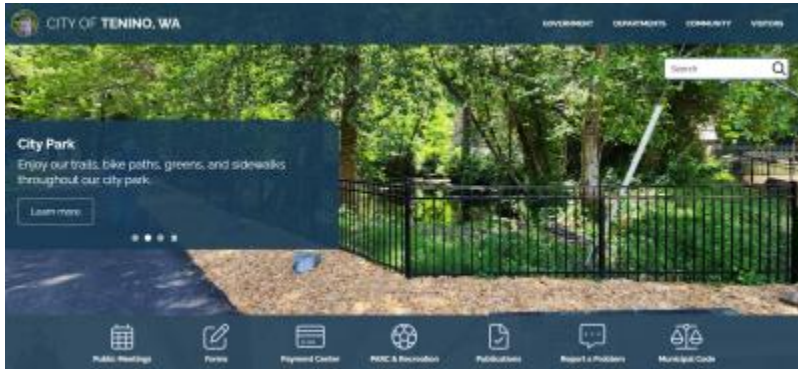 CITY OF TENINO, WA
GOVERNMENT DEPARTMENTS COMMUNITY VISITORS
Search
City Park
Enjoy our trails, bike paths, greens, and sidewalks
throughout our city park.
Learn more
Public Meetings Forms Payment Center PARC & Recreation Publications Report a Problem Municipal Code